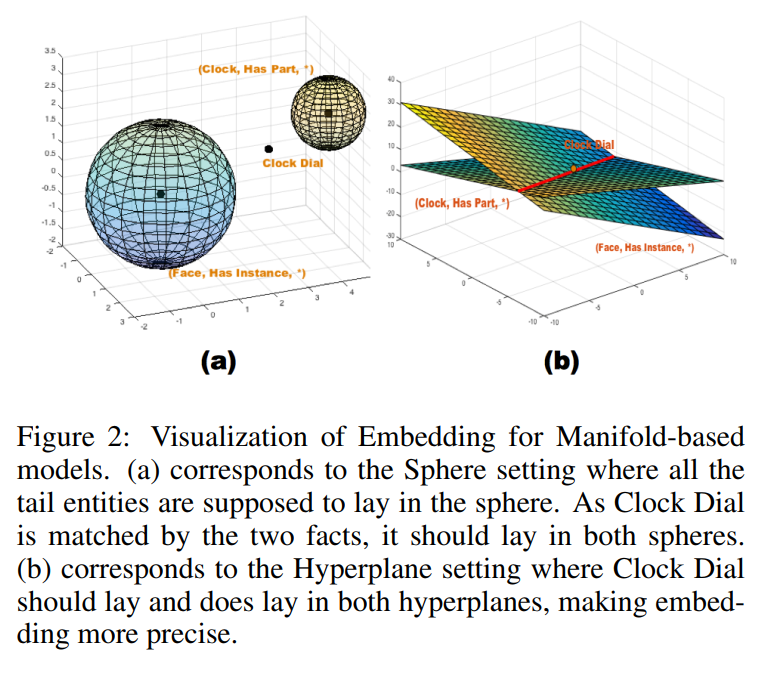 3.5
3
2.5
2
1.5
1
0.5
0
-0.5
-1
-1.5
-2
-2
-1
0
1
2
3
-2
-1
0
1
2
3
4
(Clock, Has Part, *)
Clock Dial
(Face, Has Instance, *)
(a)
40
30
20
10
0
-10
-20
-30
10
5
0
-5
-10
-10
-5
0
5
10
Clock Dial
(Clock, Has Part, *)
(Face, Has Instance, *)
(b)
Figure 2: Visualization of Embedding for Manifold-based
models. (a) corresponds to the Sphere setting where all the
tail entities are supposed to lay in the sphere. As Clock Dial
is matched by the two facts, it should lay in both spheres.
(b) corresponds to the Hyperplane setting where Clock Dial
should lay and does lay in both hyperplanes, making embed-
ding more precise.